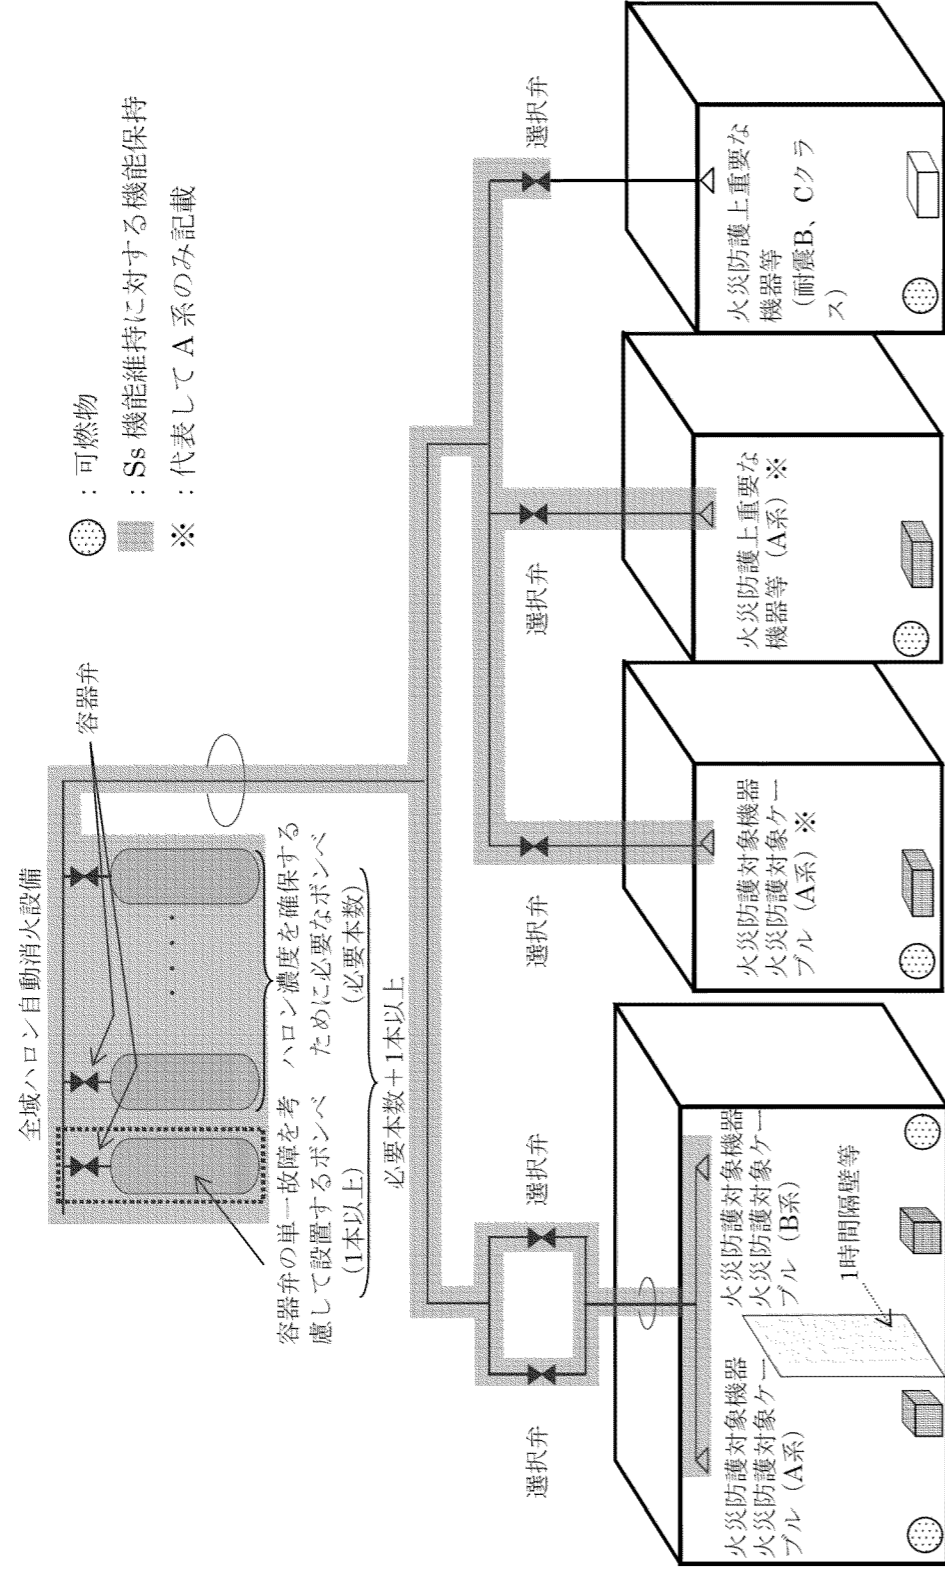 全域ハロン自動消火設備
容器弁
：可燃物
：Ss 機能維持に対する機能保持
※：代表して A 系のみ記載
容器弁の単一故障を考
慮して設置するボンベ
(1本以上)
ハロン濃度を確保する
ために必要なボンベ
(必要本数)
必要本数＋1本以上
選択弁
選択弁
選択弁
選択弁
選択弁
火災防護対象機器
火災防護対象ケー
ブル（A系）
火災防護対象機器
火災防護対象ケー
ブル（B系）
1時間隔壁等
火災防護対象機器
火災防護対象ケー
ブル（A系）※
火災防護上重要な
機器等（A系）※
火災防護上重要な
機器等
（耐震B、Cクラ
ス）